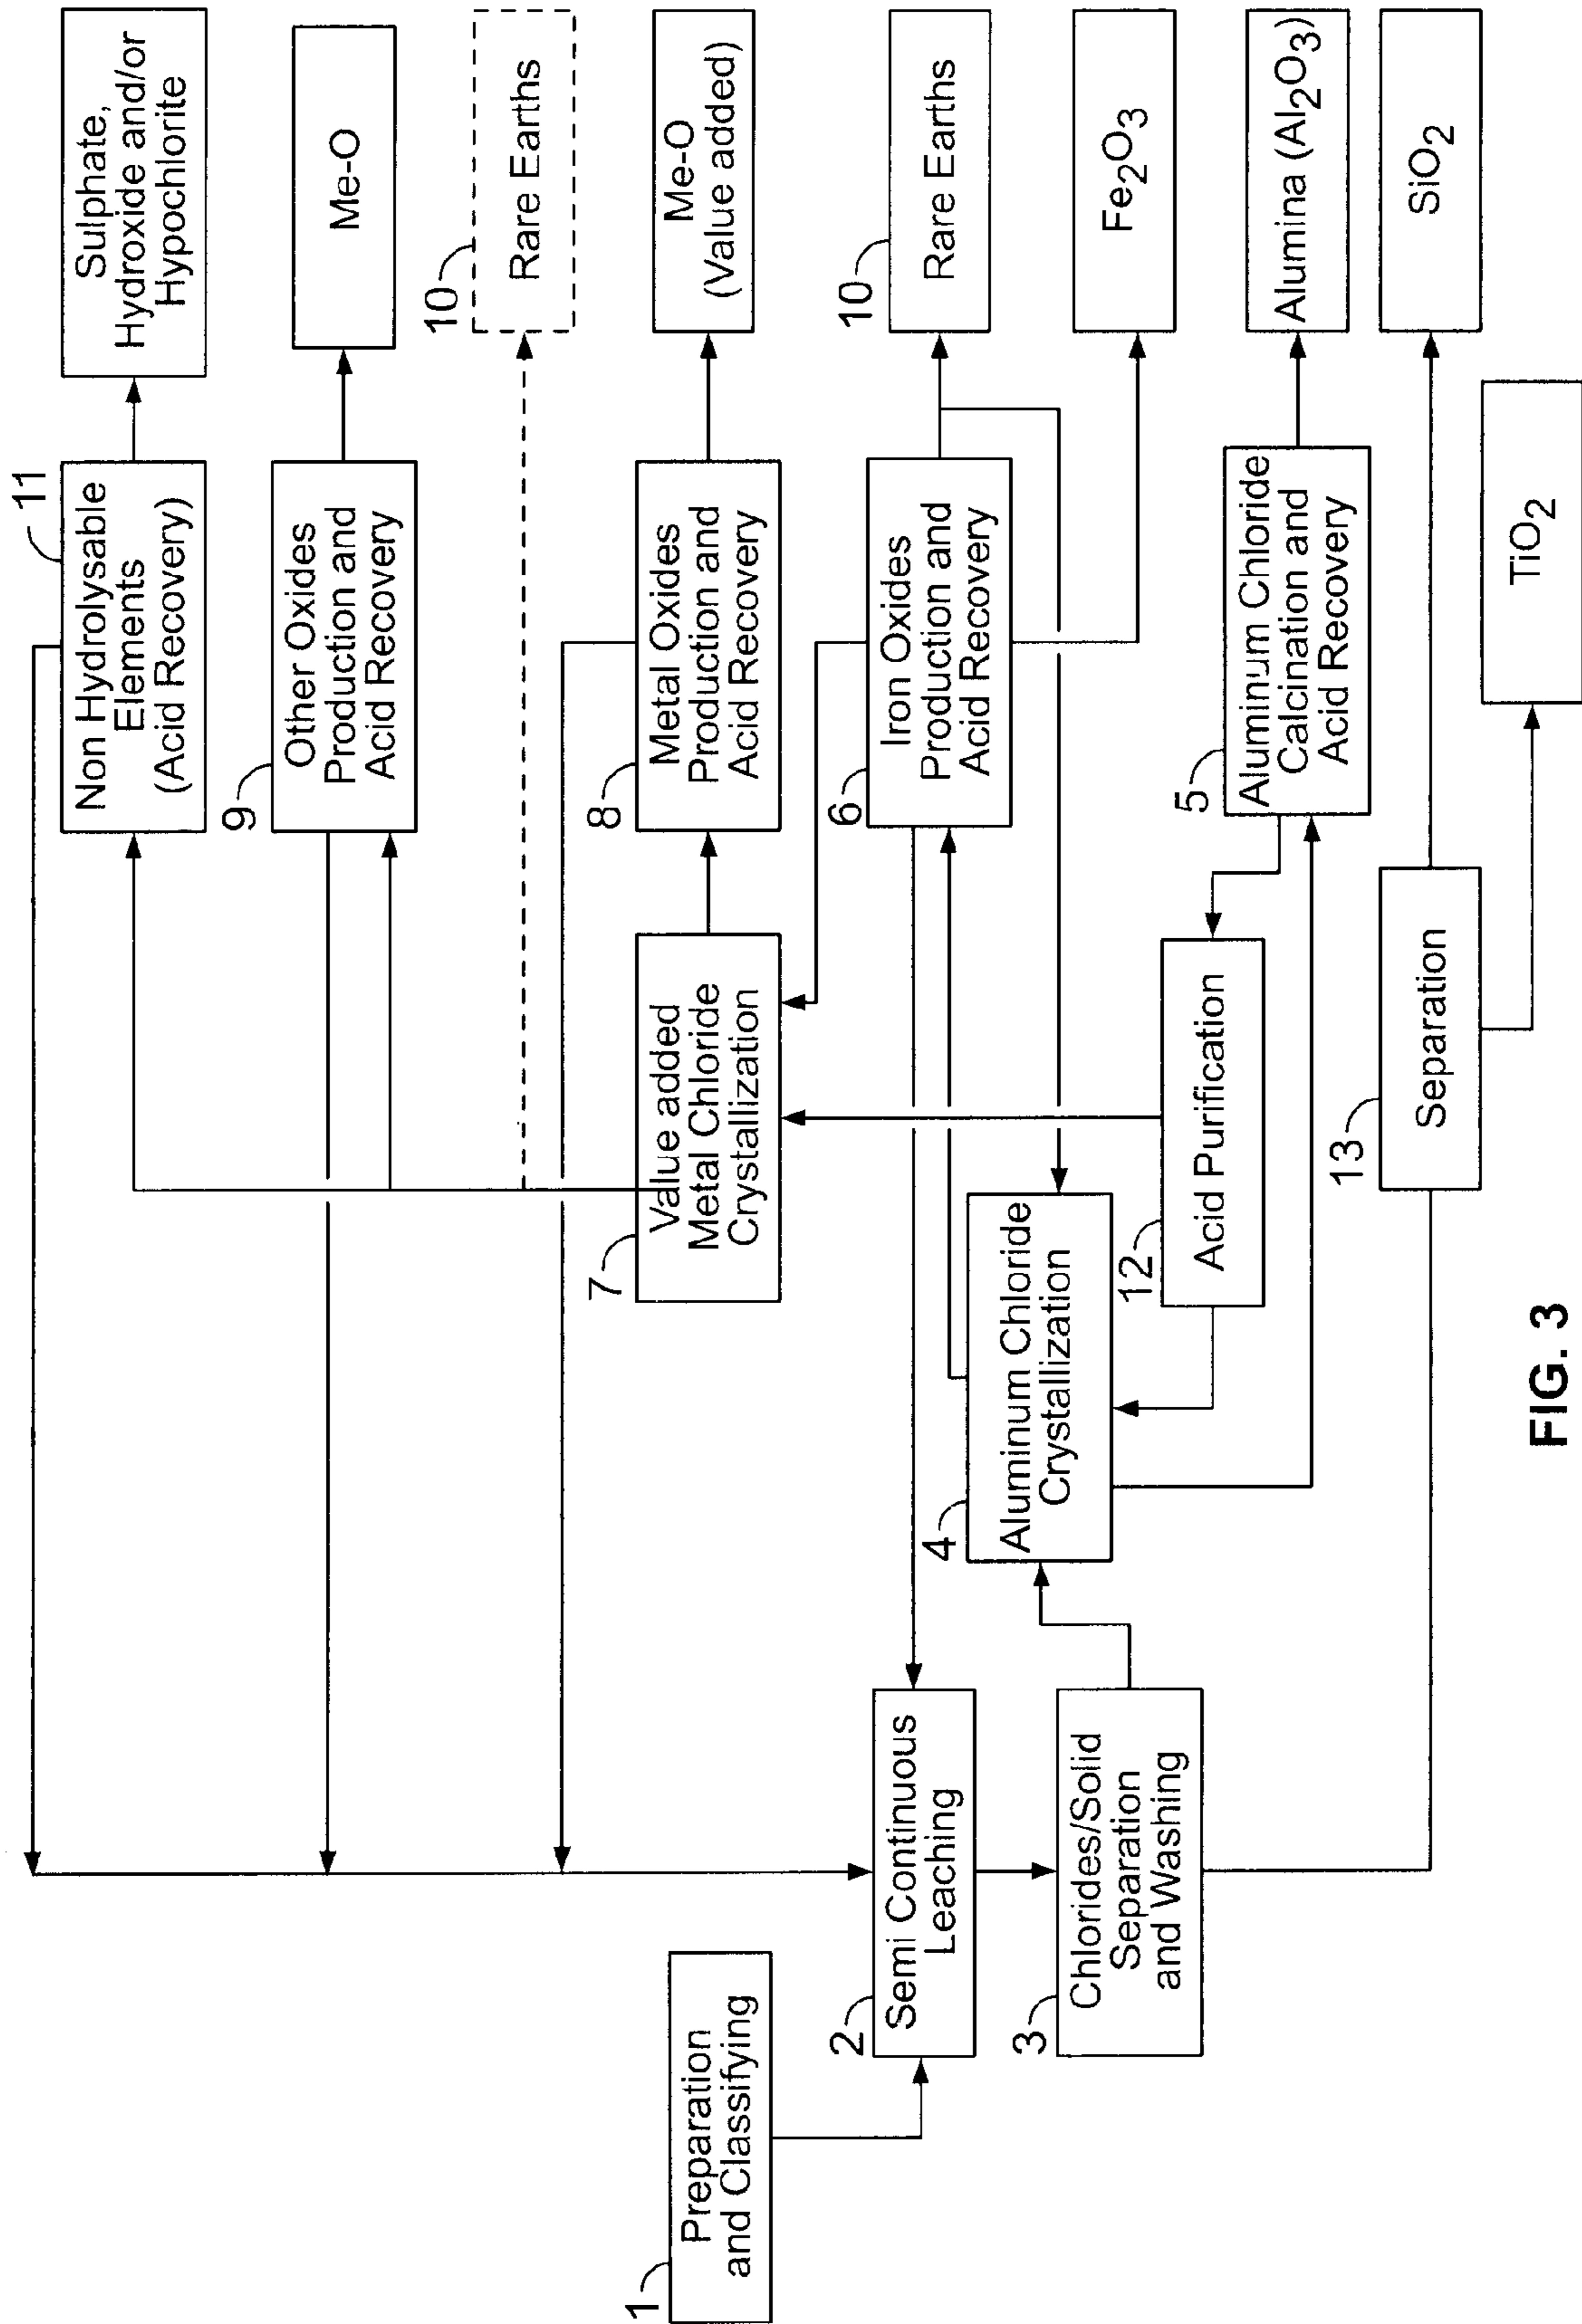 1
Preparation
and Classifying
2
Semi Continuous
Leaching
3
Chlorides/Solid
Separation
and Washing
4
Aluminum Chloride
Crystallization
7
Value added
Metal Chloride
Crystallization
12
Acid Purification
13
Separation
11
Non Hydrolysable
Elements
(Acid Recovery)
9
Other Oxides
Production and
Acid Recovery
8
Metal Oxides
Production and
Acid Recovery
6
Iron Oxides
Production and
Acid Recovery
5
Aluminum Chloride
Calcination and
Acid Recovery
Sulphate,
Hydroxide and/or
Hypochlorite
Me-O
10
Rare Earths
Me-O
(Value added)
10
Rare Earths
Fe2O3
Alumina (Al2O3)
SiO2
TiO2
FIG. 3